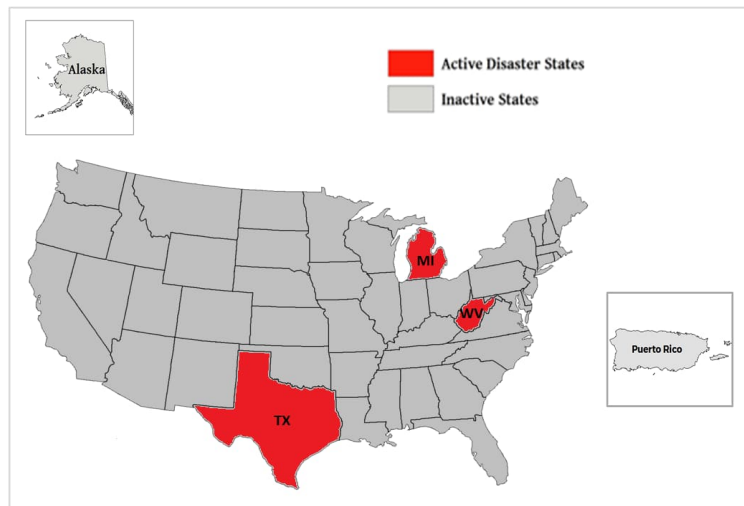 Alaska
Active Disaster States
Inactive States
MI
WV
Puerto Rico
TX